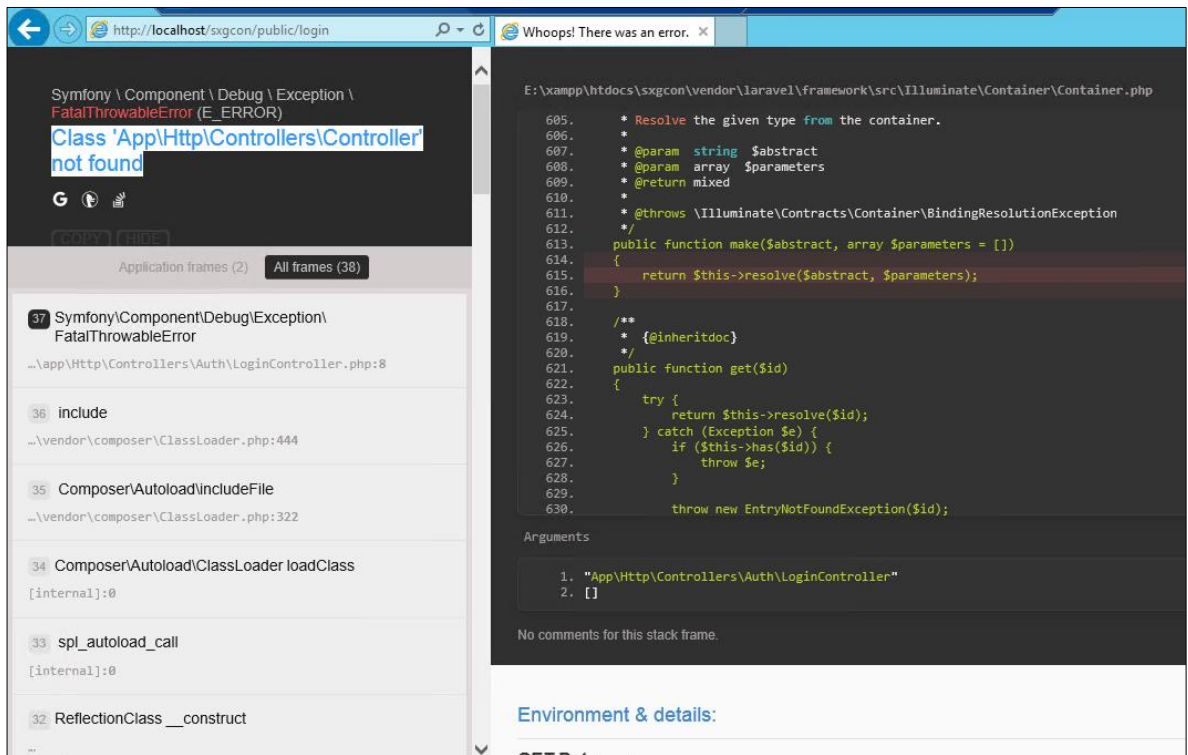 http://localhost/sxgcon/public/login
Whoops! There was an error.
Symfony \ Component \ Debug \ Exception \
FatalThrowableError (E_ERROR)
Class 'App\Http\Controllers\Controller'
not found
G
COPY HIDE
Application frames (2) All frames (38)
37 Symfony\Component\Debug\Exception\
FatalThrowableError
…\app\Http\Controllers\Auth\LoginController.php:8
36 include
…\vendor\composer\ClassLoader.php:444
35 Composer\Autoload\includeFile
…\vendor\composer\ClassLoader.php:322
34 Composer\Autoload\ClassLoader loadClass
[internal]:0
33 spl_autoload_call
[internal]:0
32 ReflectionClass __construct
…
E:\xampp\htdocs\sxgcon\vendor\laravel\framework\src\Illuminate\Container\Container.php
605. * Resolve the given type from the container.
606. *
607. * @param string $abstract
608. * @param array $parameters
609. * @return mixed
610. *
611. * @throws \Illuminate\Contracts\Container\BindingResolutionException
612. */
613. public function make($abstract, array $parameters = [])
614. {
615. return $this->resolve($abstract, $parameters);
616. }
617.
618. /**
619. * {@inheritdoc}
620. */
621. public function get($id)
622. {
623. try {
624. return $this->resolve($id);
625. } catch (Exception $e) {
626. if ($this->has($id)) {
627. throw $e;
628. }
629.
630. throw new EntryNotFoundException($id);
Arguments
1. "App\Http\Controllers\Auth\LoginController"
2. []
No comments for this stack frame.
Environment & details: